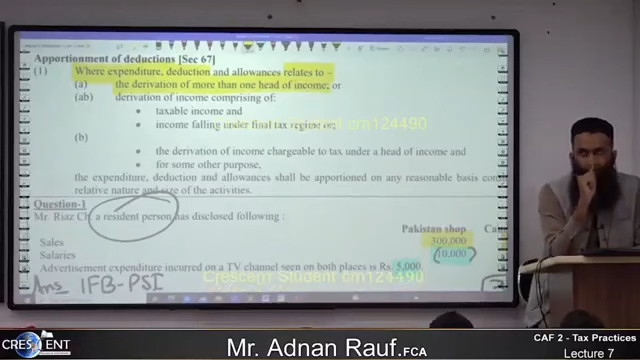 Apportionment of deductions [Sec 67]
(1) Where expenditure, deduction and allowances relates to –
(a) the derivation of more than one head of income; or
(ab) derivation of income comprising of:
• taxable income and
• income falling under final tax regime or;
Crescent Student crn124490
(b)
• the derivation of income chargeable to tax under a head of income and
• for some other purpose,
the expenditure, deduction and allowances shall be apportioned on any reasonable basis
relative nature and size of the activities.
Question-1
Mr. Riaz Ch, a resident person has disclosed following :
Pakistan shop
Sales 300,000
Salaries (10,000)
Advertisement expenditure incurred on a TV channel seen on both places is Rs. 5,000
Crescent Student crn124490
Ans IFB-PSI
CRESCENT
Mr. Adnan Rauf.FCA
CAF 2 - Tax Practices
Lecture 7